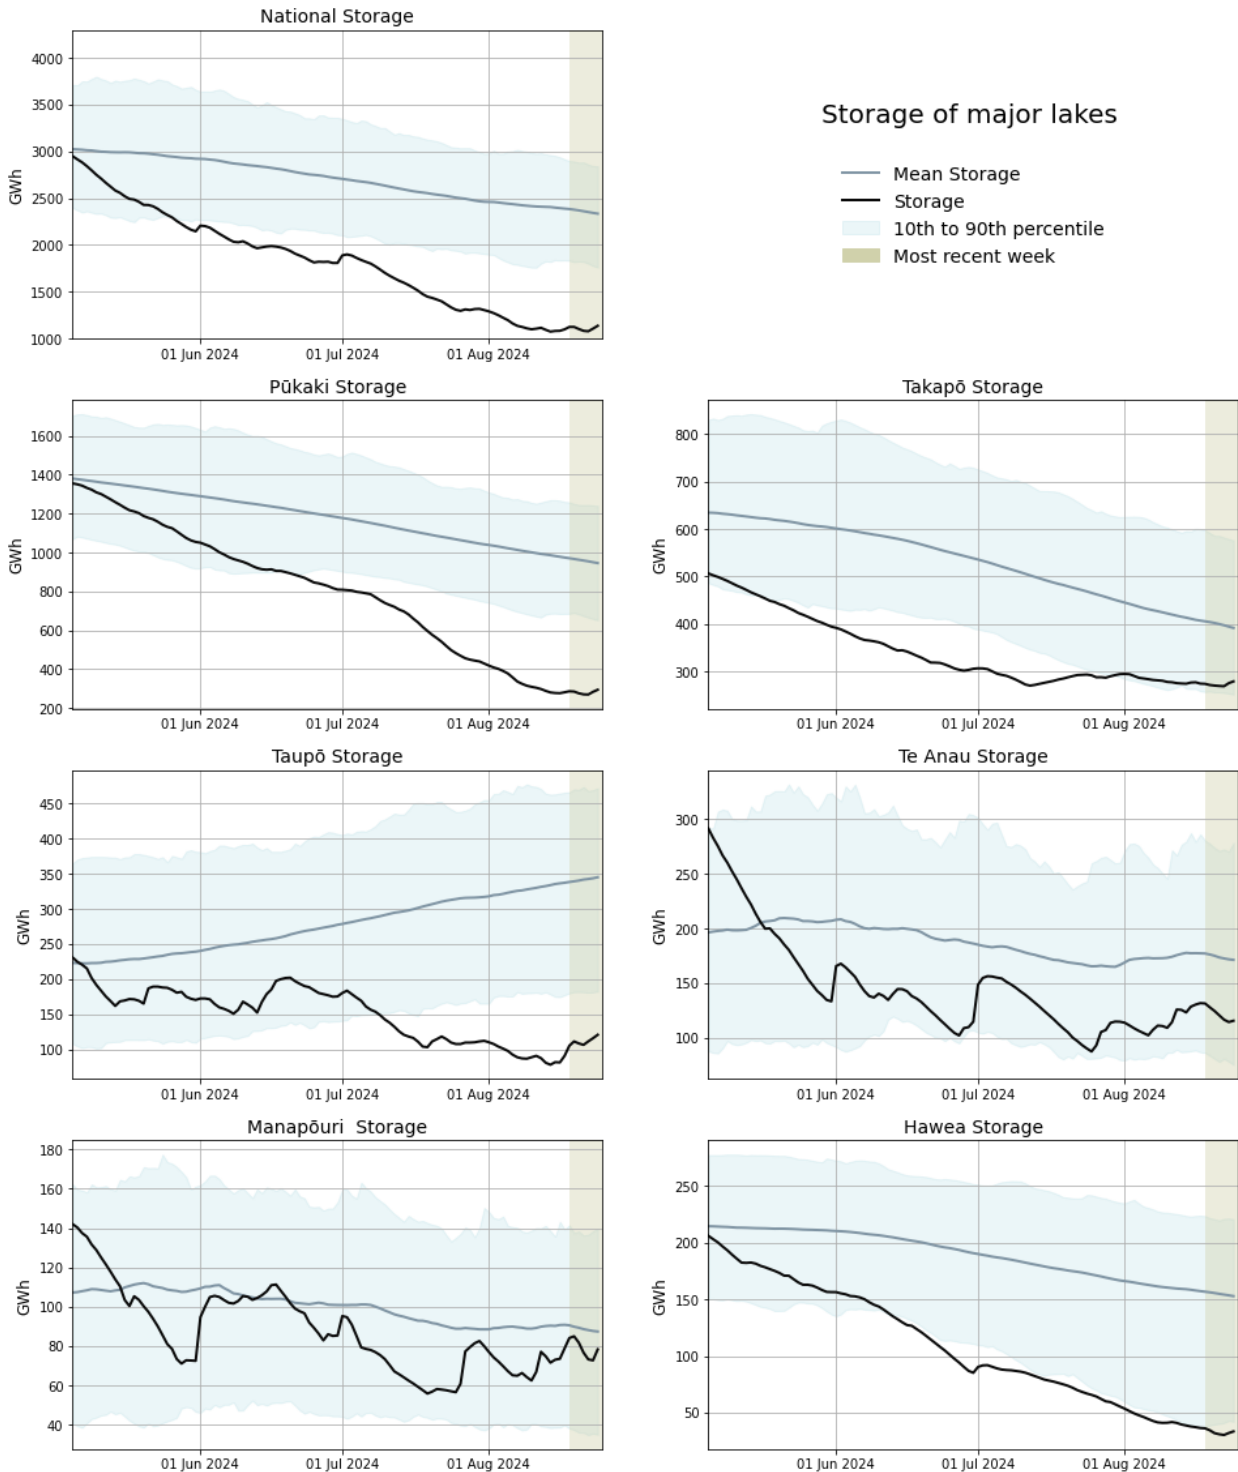 National Storage
GWh
4000
3500
3000
2500
2000
1500
1000
01 Jun 2024
01 Jul 2024
01 Aug 2024
Storage of major lakes
Mean Storage
Storage
10th to 90th percentile
Most recent week
Pūkaki Storage
GWh
1600
1400
1200
1000
800
600
400
200
01 Jun 2024
01 Jul 2024
01 Aug 2024
Takapō Storage
GWh
800
700
600
500
400
300
01 Jun 2024
01 Jul 2024
01 Aug 2024
Taupō Storage
GWh
450
400
350
300
250
200
150
100
01 Jun 2024
01 Jul 2024
01 Aug 2024
Te Anau Storage
GWh
300
250
200
150
100
01 Jun 2024
01 Jul 2024
01 Aug 2024
Manapōuri  Storage
GWh
180
160
140
120
100
80
60
40
01 Jun 2024
01 Jul 2024
01 Aug 2024
Hawea Storage
GWh
250
200
150
100
50
01 Jun 2024
01 Jul 2024
01 Aug 2024